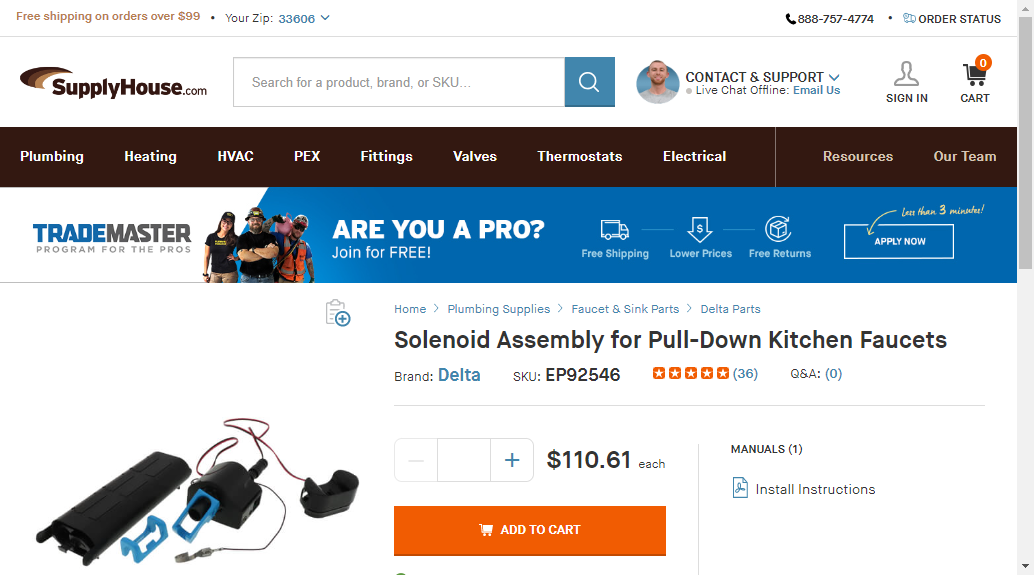 Free shipping on orders over $99 • Your Zip: 33606
888-757-4774 • ORDER STATUS
SupplyHouse.com
Search for a product, brand, or SKU...
CONTACT & SUPPORT
Live Chat Offline: Email Us
SIGN IN
0
CART
Plumbing Heating HVAC PEX Fittings Valves Thermostats Electrical Resources Our Team
TRADEMASTER
PROGRAM FOR THE PROS
ARE YOU A PRO?
Join for FREE!
Free Shipping Lower Prices Free Returns
Less than 3 minutes!
APPLY NOW
Home > Plumbing Supplies > Faucet & Sink Parts > Delta Parts
Solenoid Assembly for Pull-Down Kitchen Faucets
Brand: Delta SKU: EP92546 (36) Q&A: (0)
$110.61 each
ADD TO CART
MANUALS (1)
Install Instructions